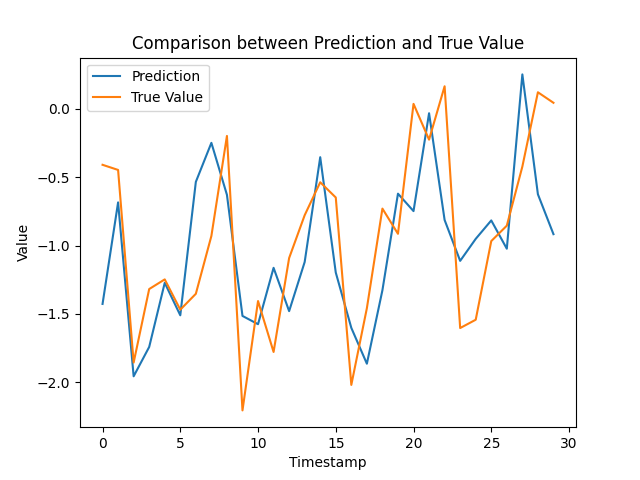 Comparison between Prediction and True Value
Prediction
True Value
0.0
−0.5
−1.0
−1.5
−2.0
Value
0 5 10 15 20 25 30
Timestamp